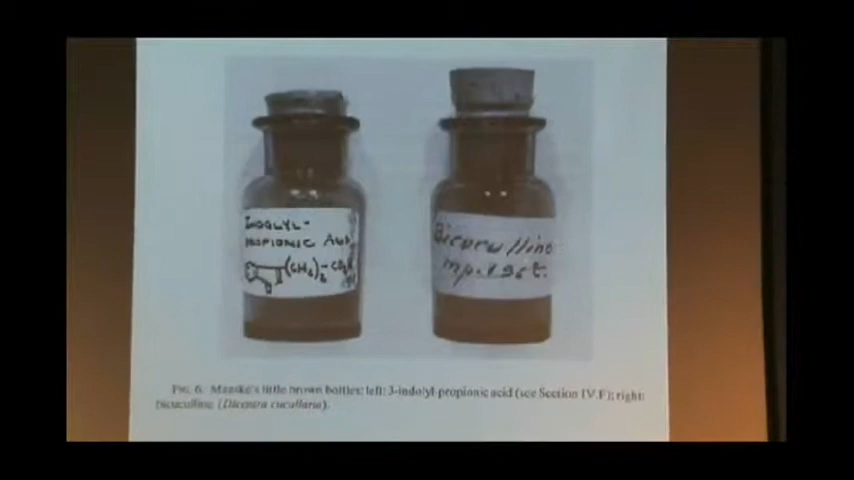 INDOLYL-
PROPIONIC ACID
(CH₂)₂-CO₂H
Bicuculline
mp. 196t.
FIG. 6. Manske's little brown bottles: left: 3-indolyl-propionic acid (see Section IV.F); right:
bicuculline (Dicentra cucullaria).